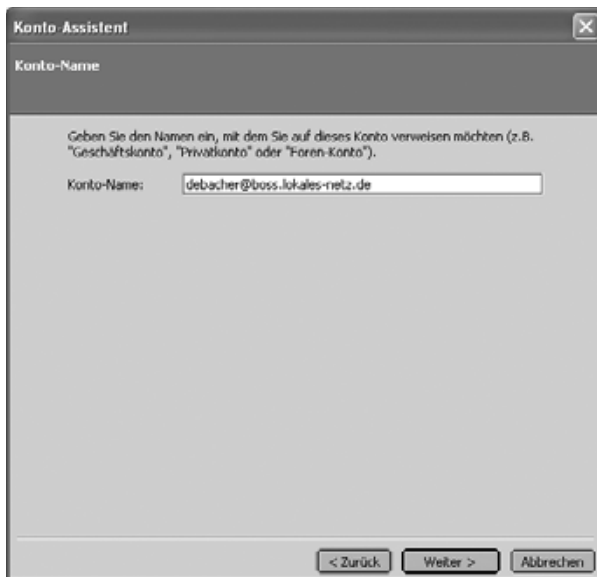 Konto-Assistent
Konto-Name
Geben Sie den Namen ein, mit dem Sie auf dieses Konto verweisen möchten (z.B.
"Geschäftskonto", "Privatkonto" oder "Foren-Konto").
Konto-Name: debacher@boss.lokales-netz.de
< Zurück Weiter > Abbrechen